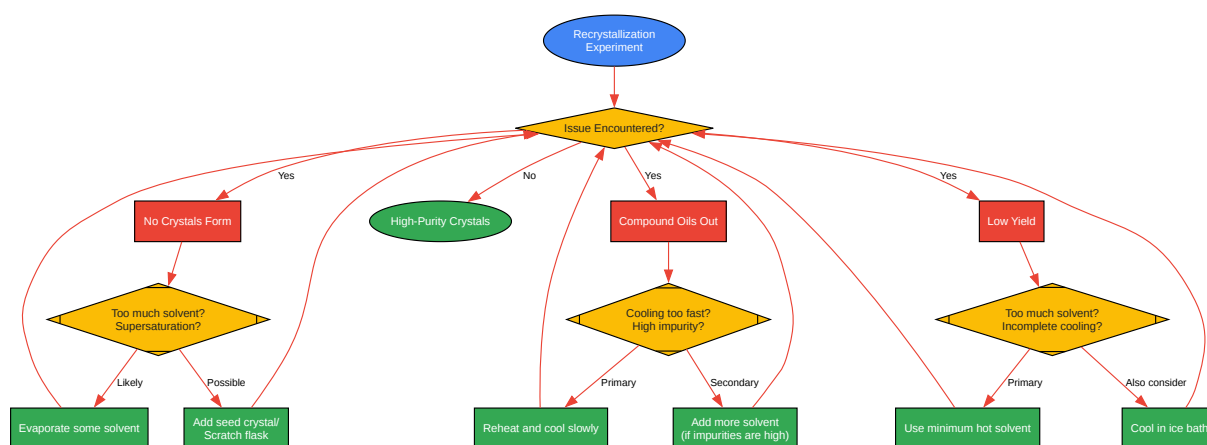 Recrystallization
Experiment
Issue Encountered?
Yes
No
Yes
Yes
No Crystals Form
High-Purity Crystals
Compound Oils Out
Low Yield
Too much solvent?
Supersaturation?
Cooling too fast?
High impurity?
Too much solvent?
Incomplete cooling?
Likely
Possible
Primary
Secondary
Primary
Also consider
Evaporate some solvent
Add seed crystal/
Scratch flask
Reheat and cool slowly
Add more solvent
(if impurities are high)
Use minimum hot solvent
Cool in ice bath